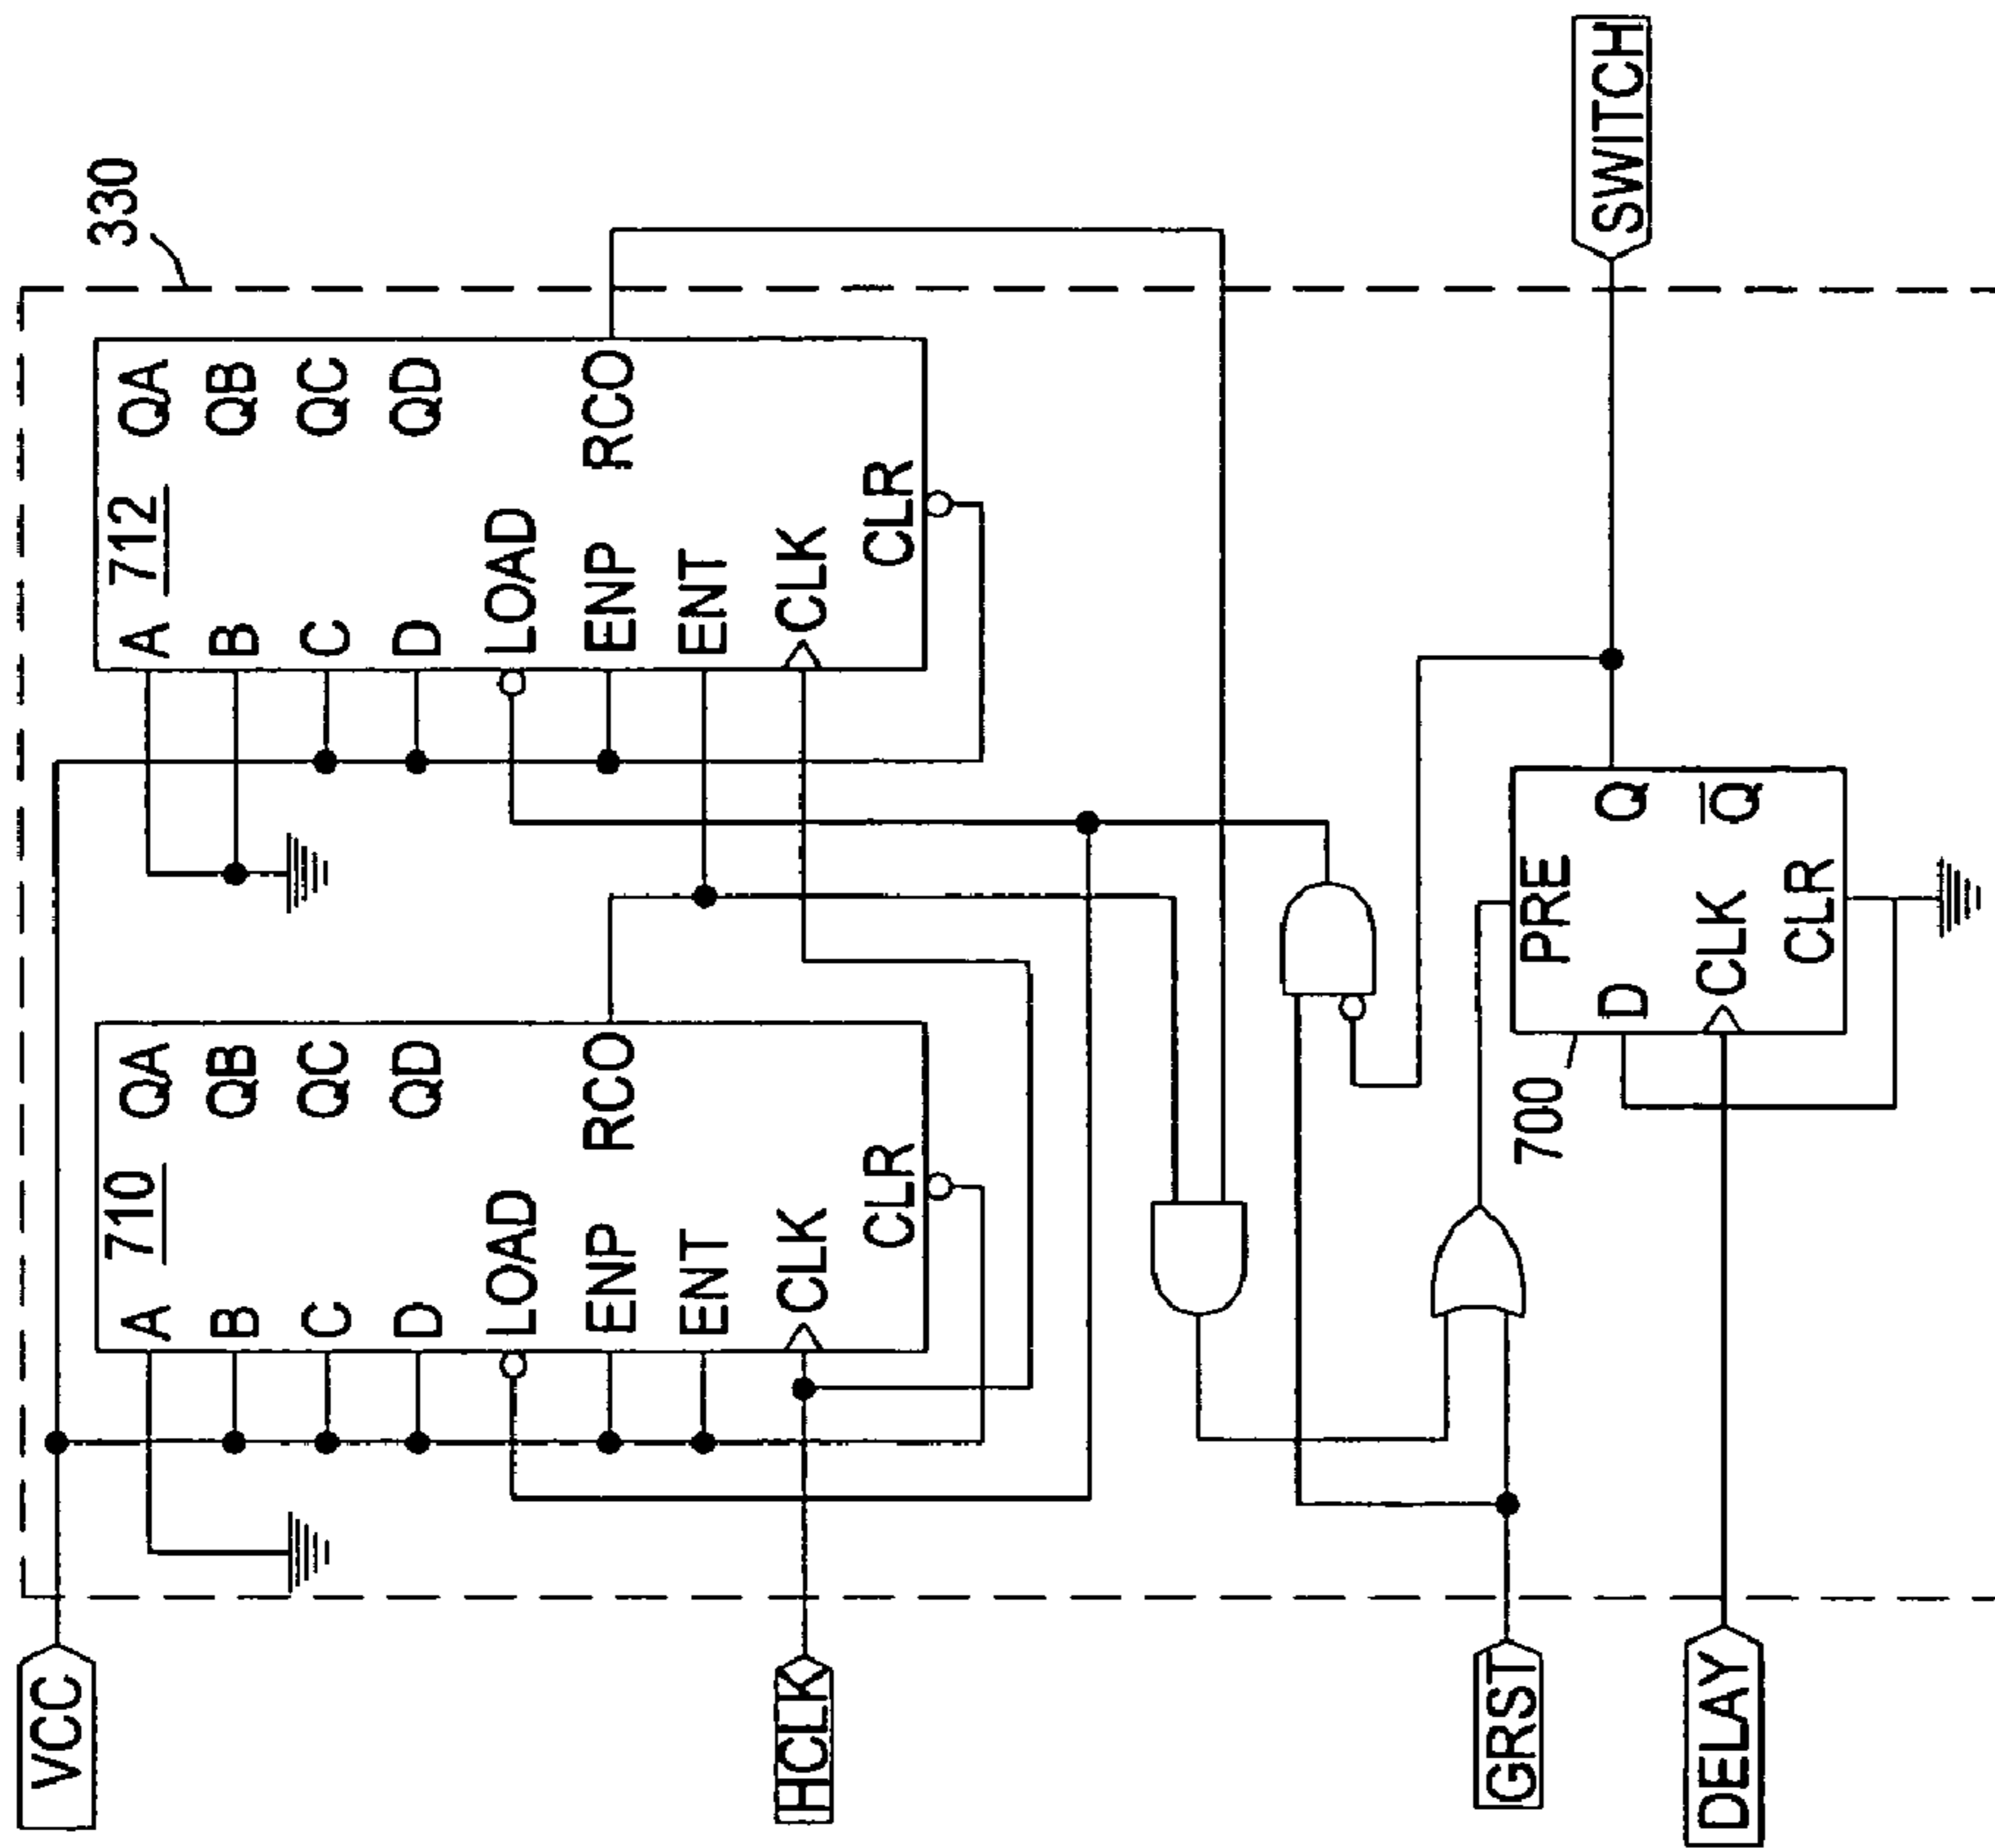 330
VCC
HCLK
GRST
DELAY
SWITCH
710
A QA
B QB
C QC
D QD
LOAD
ENP RCO
ENT
CLK
CLR
712
A QA
B QB
C QC
D QD
LOAD
ENP RCO
ENT
CLK
CLR
700
PRE
D Q
CLK Q̅
CLR